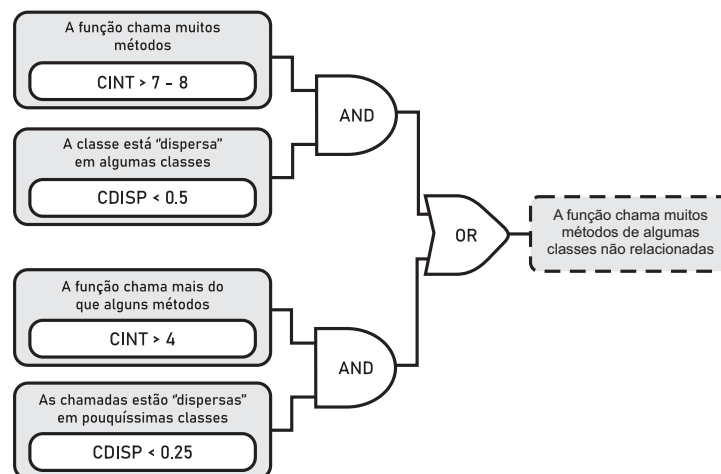 A função chama muitos
métodos
CINT > 7 - 8
A classe está "dispersa"
em algumas classes
CDISP < 0.5
AND
OR
A função chama muitos
métodos de algumas
classes não relacionadas
A função chama mais do
que alguns métodos
CINT > 4
As chamadas estão "dispersas"
em pouquíssimas classes
CDISP < 0.25
AND